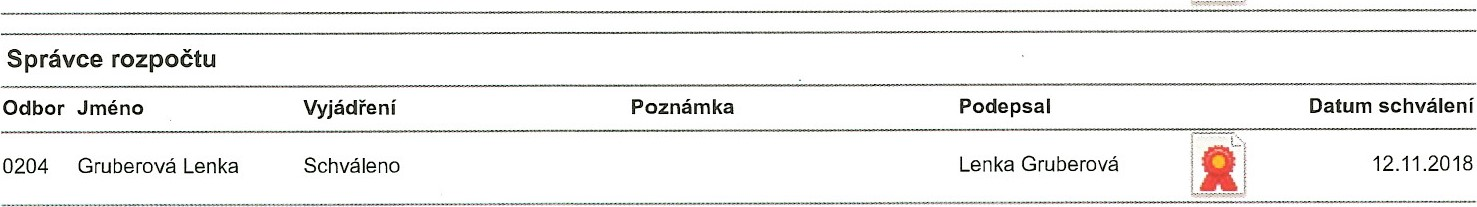 Správce rozpočtu
Odbor Jméno Vyjádření Poznámka Podepsal Datum schválení
0204 Gruberová Lenka Schváleno Lenka Gruberová 12.11.2018